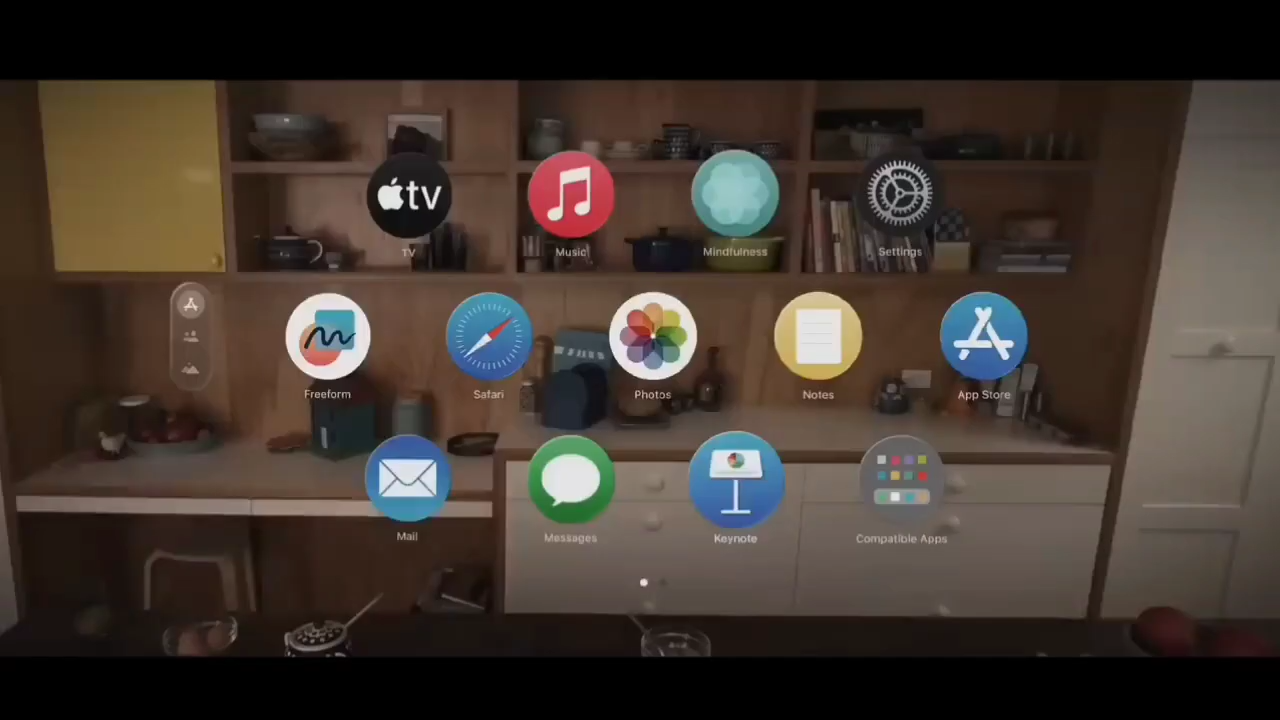 tv
TV
Music
Mindfulness
Settings
Freeform
Safari
Photos
Notes
App Store
Mail
Messages
Keynote
Compatible Apps